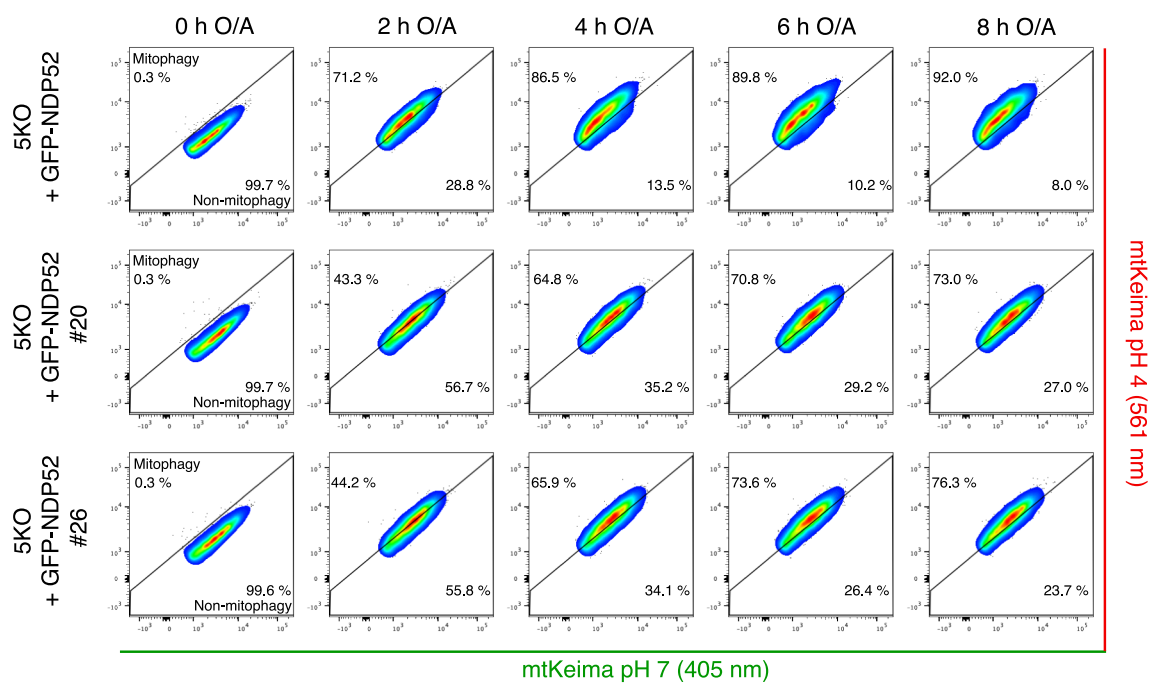 0 h O/A
2 h O/A
4 h O/A
6 h O/A
8 h O/A
5KO
+ GFP-NDP52
Mitophagy
0.3 %
99.7 %
Non-mitophagy
71.2 %
28.8 %
86.5 %
13.5 %
89.8 %
10.2 %
92.0 %
8.0 %
5KO
+ GFP-NDP52
#20
Mitophagy
0.3 %
99.7 %
Non-mitophagy
43.3 %
56.7 %
64.8 %
35.2 %
70.8 %
29.2 %
73.0 %
27.0 %
5KO
+ GFP-NDP52
#26
Mitophagy
0.3 %
99.6 %
Non-mitophagy
44.2 %
55.8 %
65.9 %
34.1 %
73.6 %
26.4 %
76.3 %
23.7 %
mtKeima pH 4 (561 nm)
mtKeima pH 7 (405 nm)